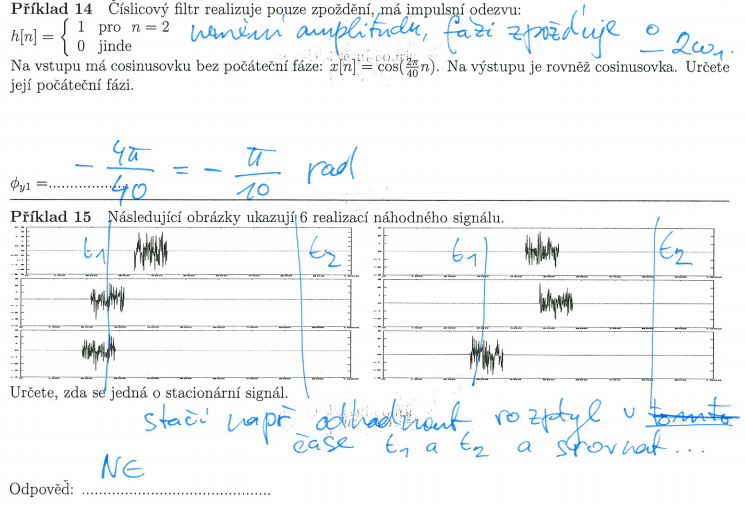 Příklad 14 Číslicový filtr realizuje pouze zpoždění, má impulsní odezvu:
h[n] = { 1 pro n = 2
0 jinde
nemění amplitudu, fázi zpožďuje o
- 2ω₁.
Na vstupu má cosinusovku bez počáteční fáze: x[n] = cos(2π/40 n). Na výstupu je rovněž cosinusovka. Určete
její počáteční fázi.
- 4π/40 = - π/10 rad
ϕy1 =..................
Příklad 15 Následující obrázky ukazují 6 realizací náhodného signálu.
t₁ t₂ t₁ t₂
Určete, zda se jedná o stacionární signál.
stačí např odhadnout rozptyl v
čase t₁ a t₂ a srovnat...
NE
Odpověď: ..........................................